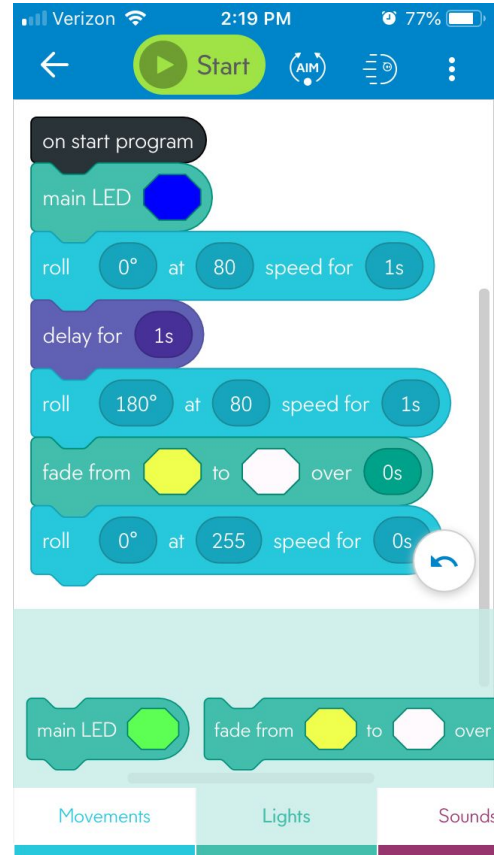 Verizon 2:19 PM 77%
Start AIM
on start program
main LED
roll 0° at 80 speed for 1s
delay for 1s
roll 180° at 80 speed for 1s
fade from to over 0s
roll 0° at 255 speed for 0s
main LED fade from to over
Movements Lights Sounds